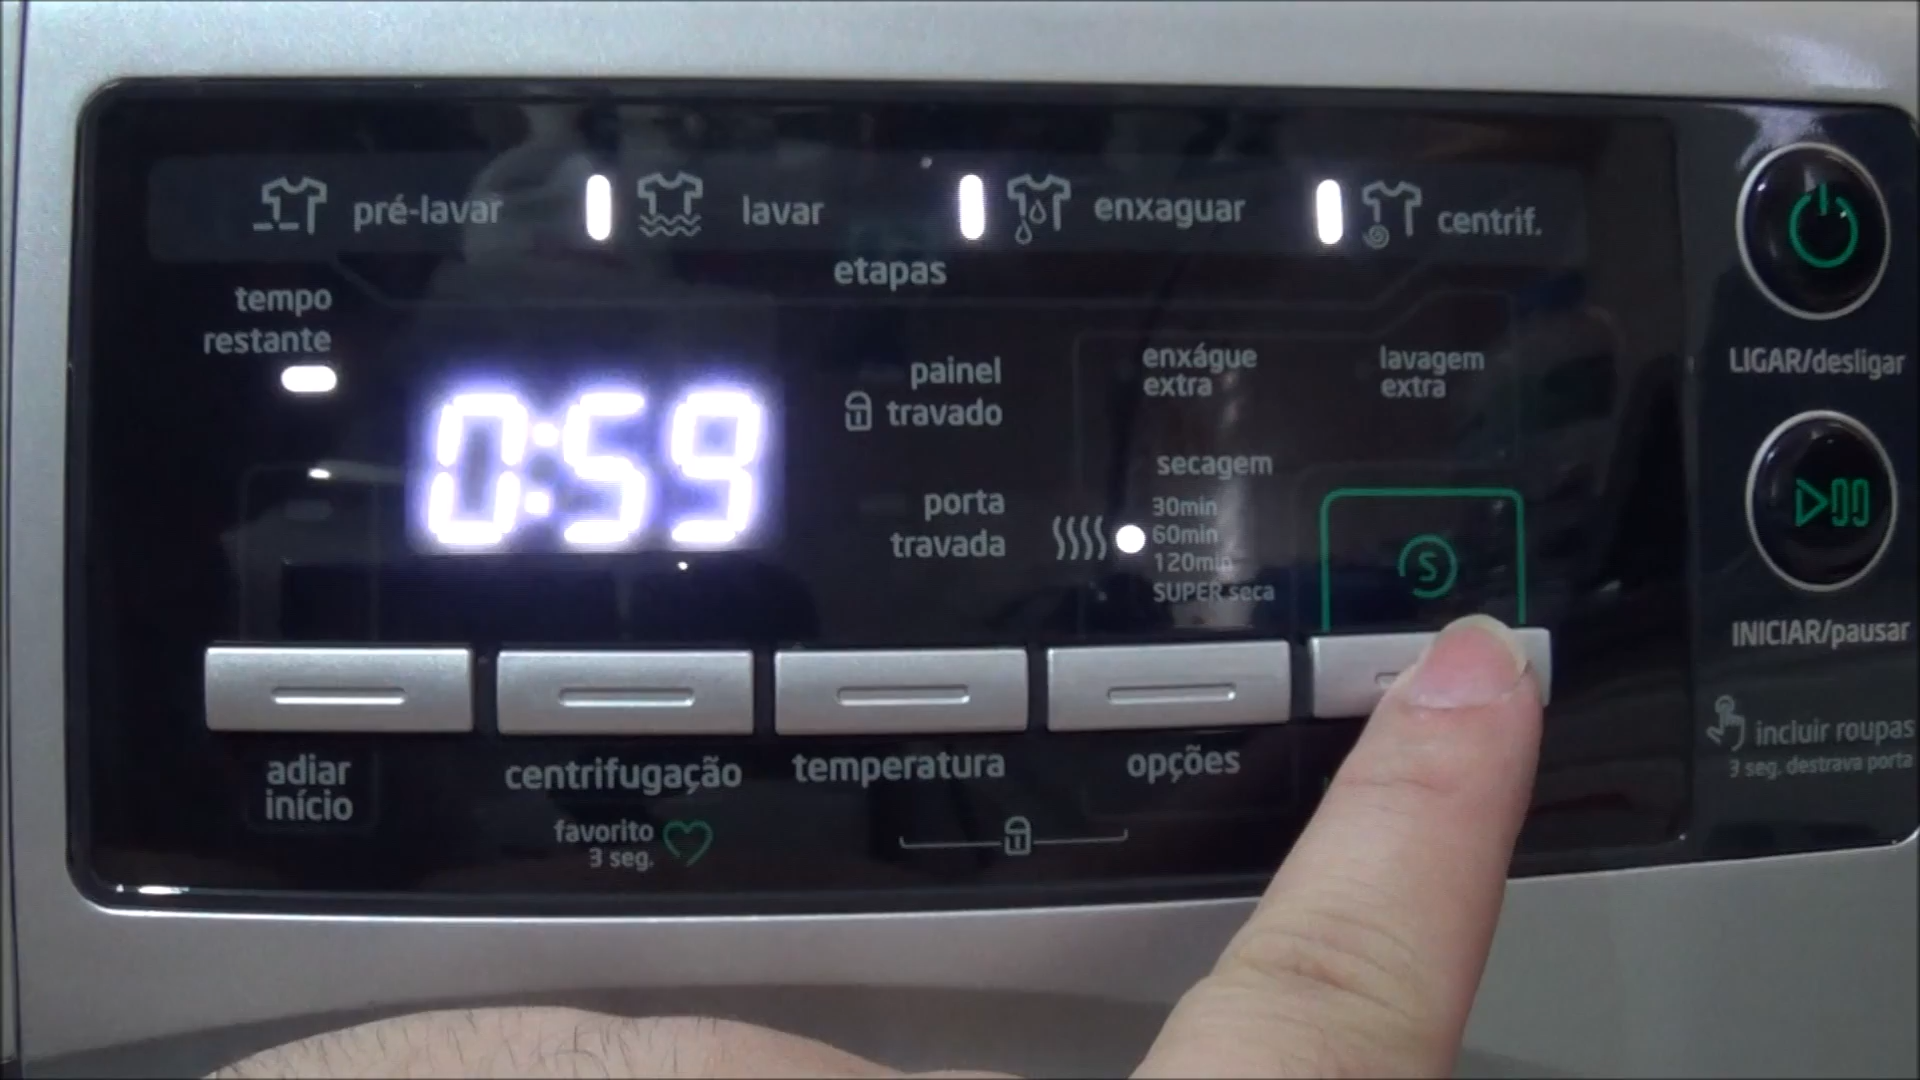 pré-lavar
lavar
enxaguar
centrif.
etapas
tempo
restante
0:59
painel
travado
porta
travada
enxágue
extra
lavagem
extra
secagem
30min
60min
120min
SUPER seca
S
adiar
início
centrifugação
favorito
3 seg.
temperatura
opções
LIGAR/desligar
INICIAR/pausar
incluir roupas
3 seg. destrava porta